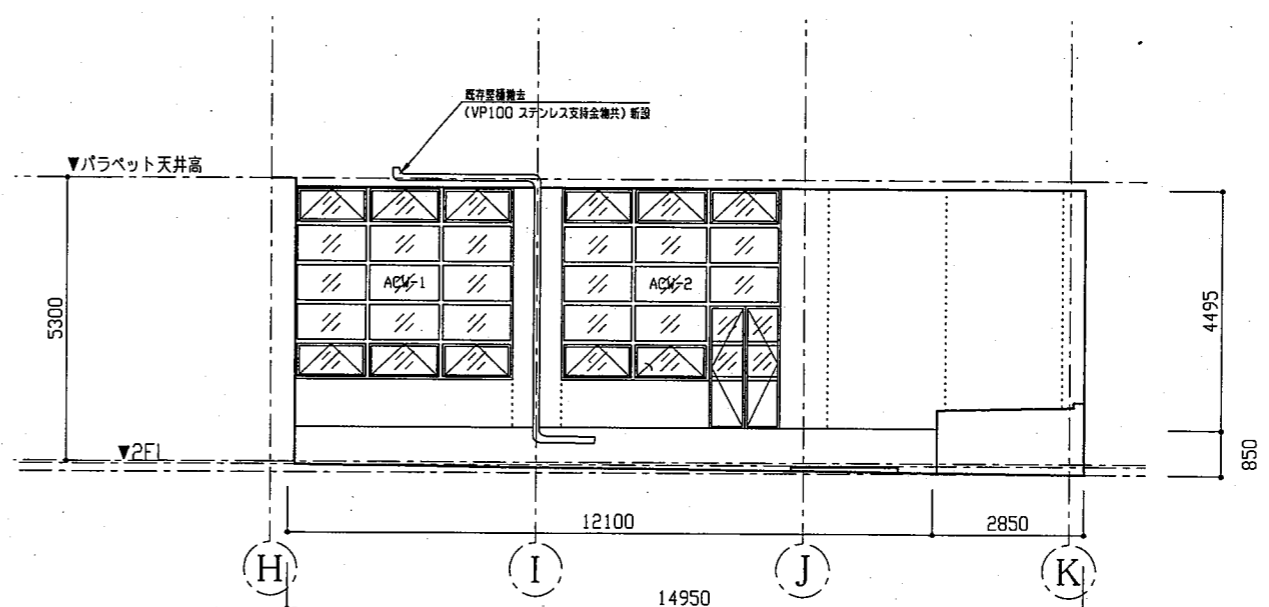 既存竪樋撤去
(VP100 ステンレス支持金物共) 新設
▼パラペット天井高
ACW-1
ACW-2
5300
4495
▼2FL
850
12100
2850
H
I
J
K
14950